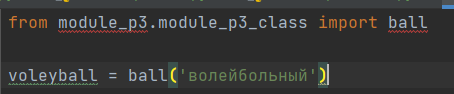 from module_p3.module_p3_class import ball
voleyball = ball('волейбольный')